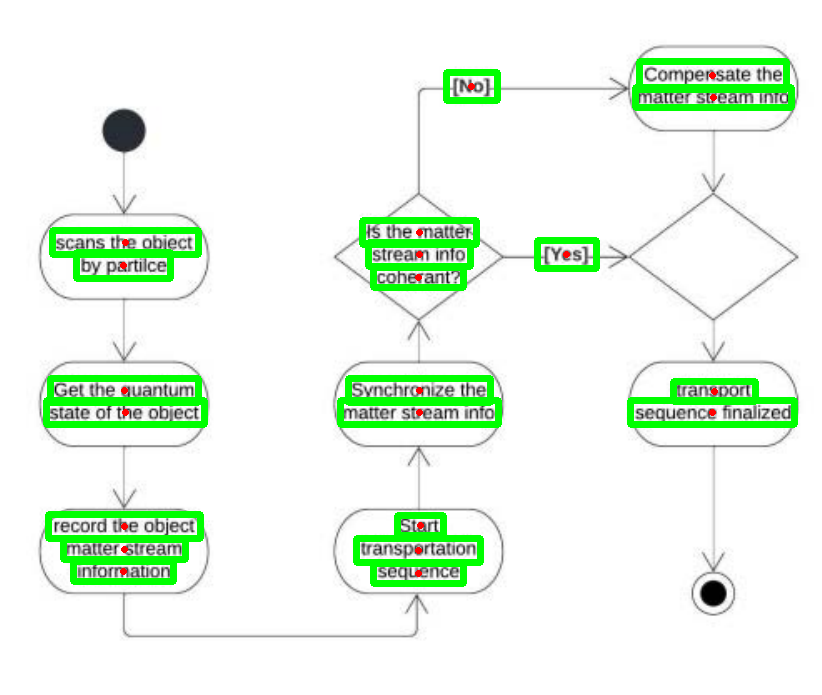 scans the object
by partilce
Get the quantum
state of the object
record the object
matter stream
information
Start
transportation
sequence
Synchronize the
matter stream info
Is the matter
stream info
coherant?
[No]
[Yes]
Compensate the
matter stream info
transport
sequence finalized